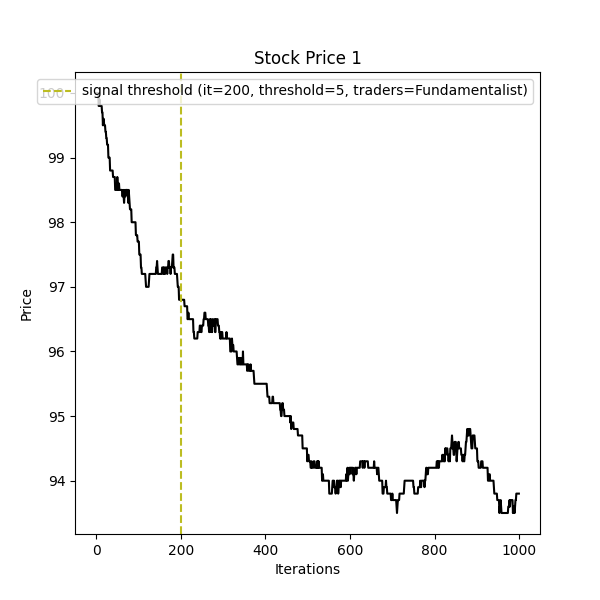 Stock Price 1
signal threshold (it=200, threshold=5, traders=Fundamentalist)
100
99
98
97
96
95
94
Price
0 200 400 600 800 1000
Iterations